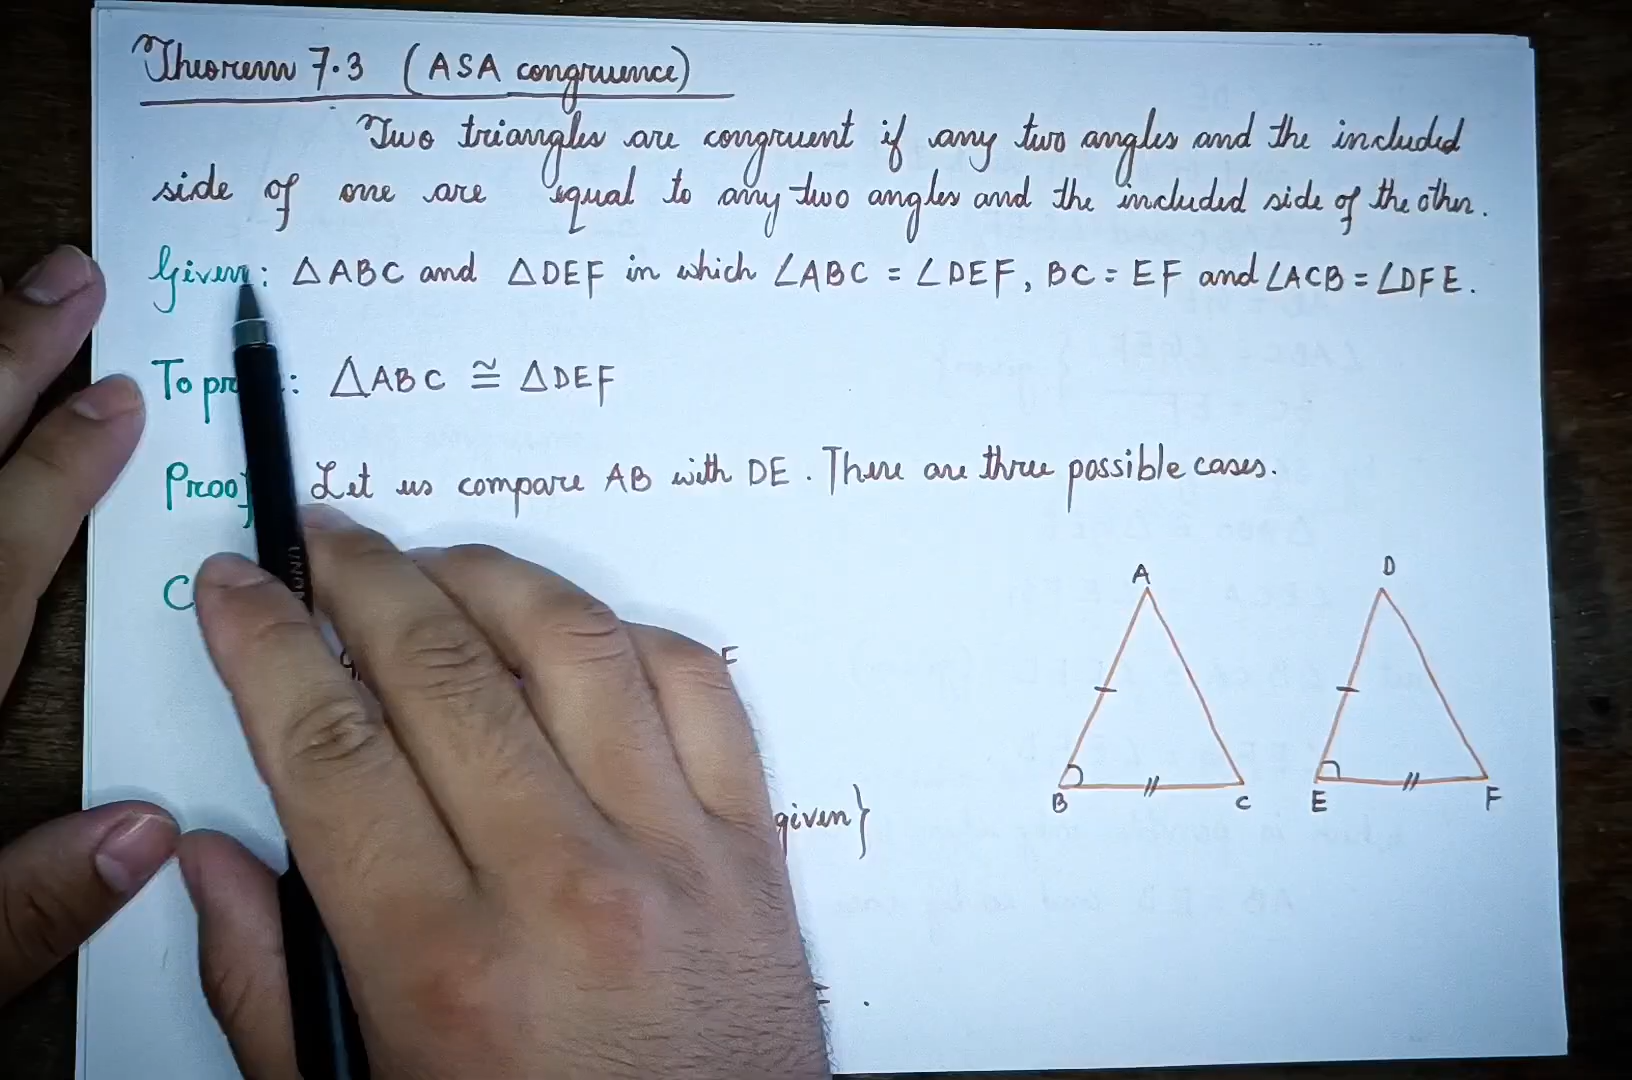 Theorem 7.3 (ASA congruence)
Two triangles are congruent if any two angles and the included
side of one are equal to any two angles and the included side of the other.
Given: △ABC and △DEF in which ∠ABC = ∠DEF, BC = EF and ∠ACB = ∠DFE.
To : △ABC ≅ △DEF
Let us compare AB with DE. There are three possible cases.
A
D
given}
B
C
E
F